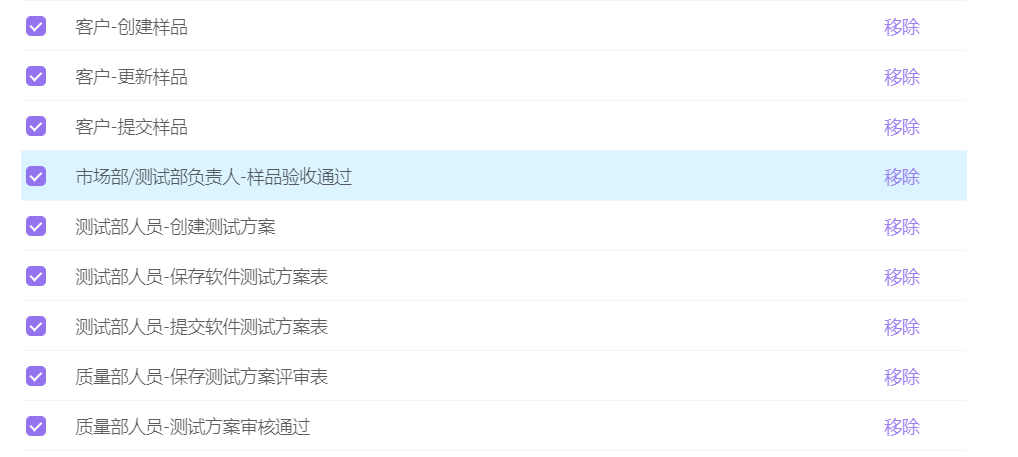 客户-创建样品 移除
客户-更新样品 移除
客户-提交样品 移除
市场部/测试部负责人-样品验收通过 移除
测试部人员-创建测试方案 移除
测试部人员-保存软件测试方案表 移除
测试部人员-提交软件测试方案表 移除
质量部人员-保存测试方案评审表 移除
质量部人员-测试方案审核通过 移除